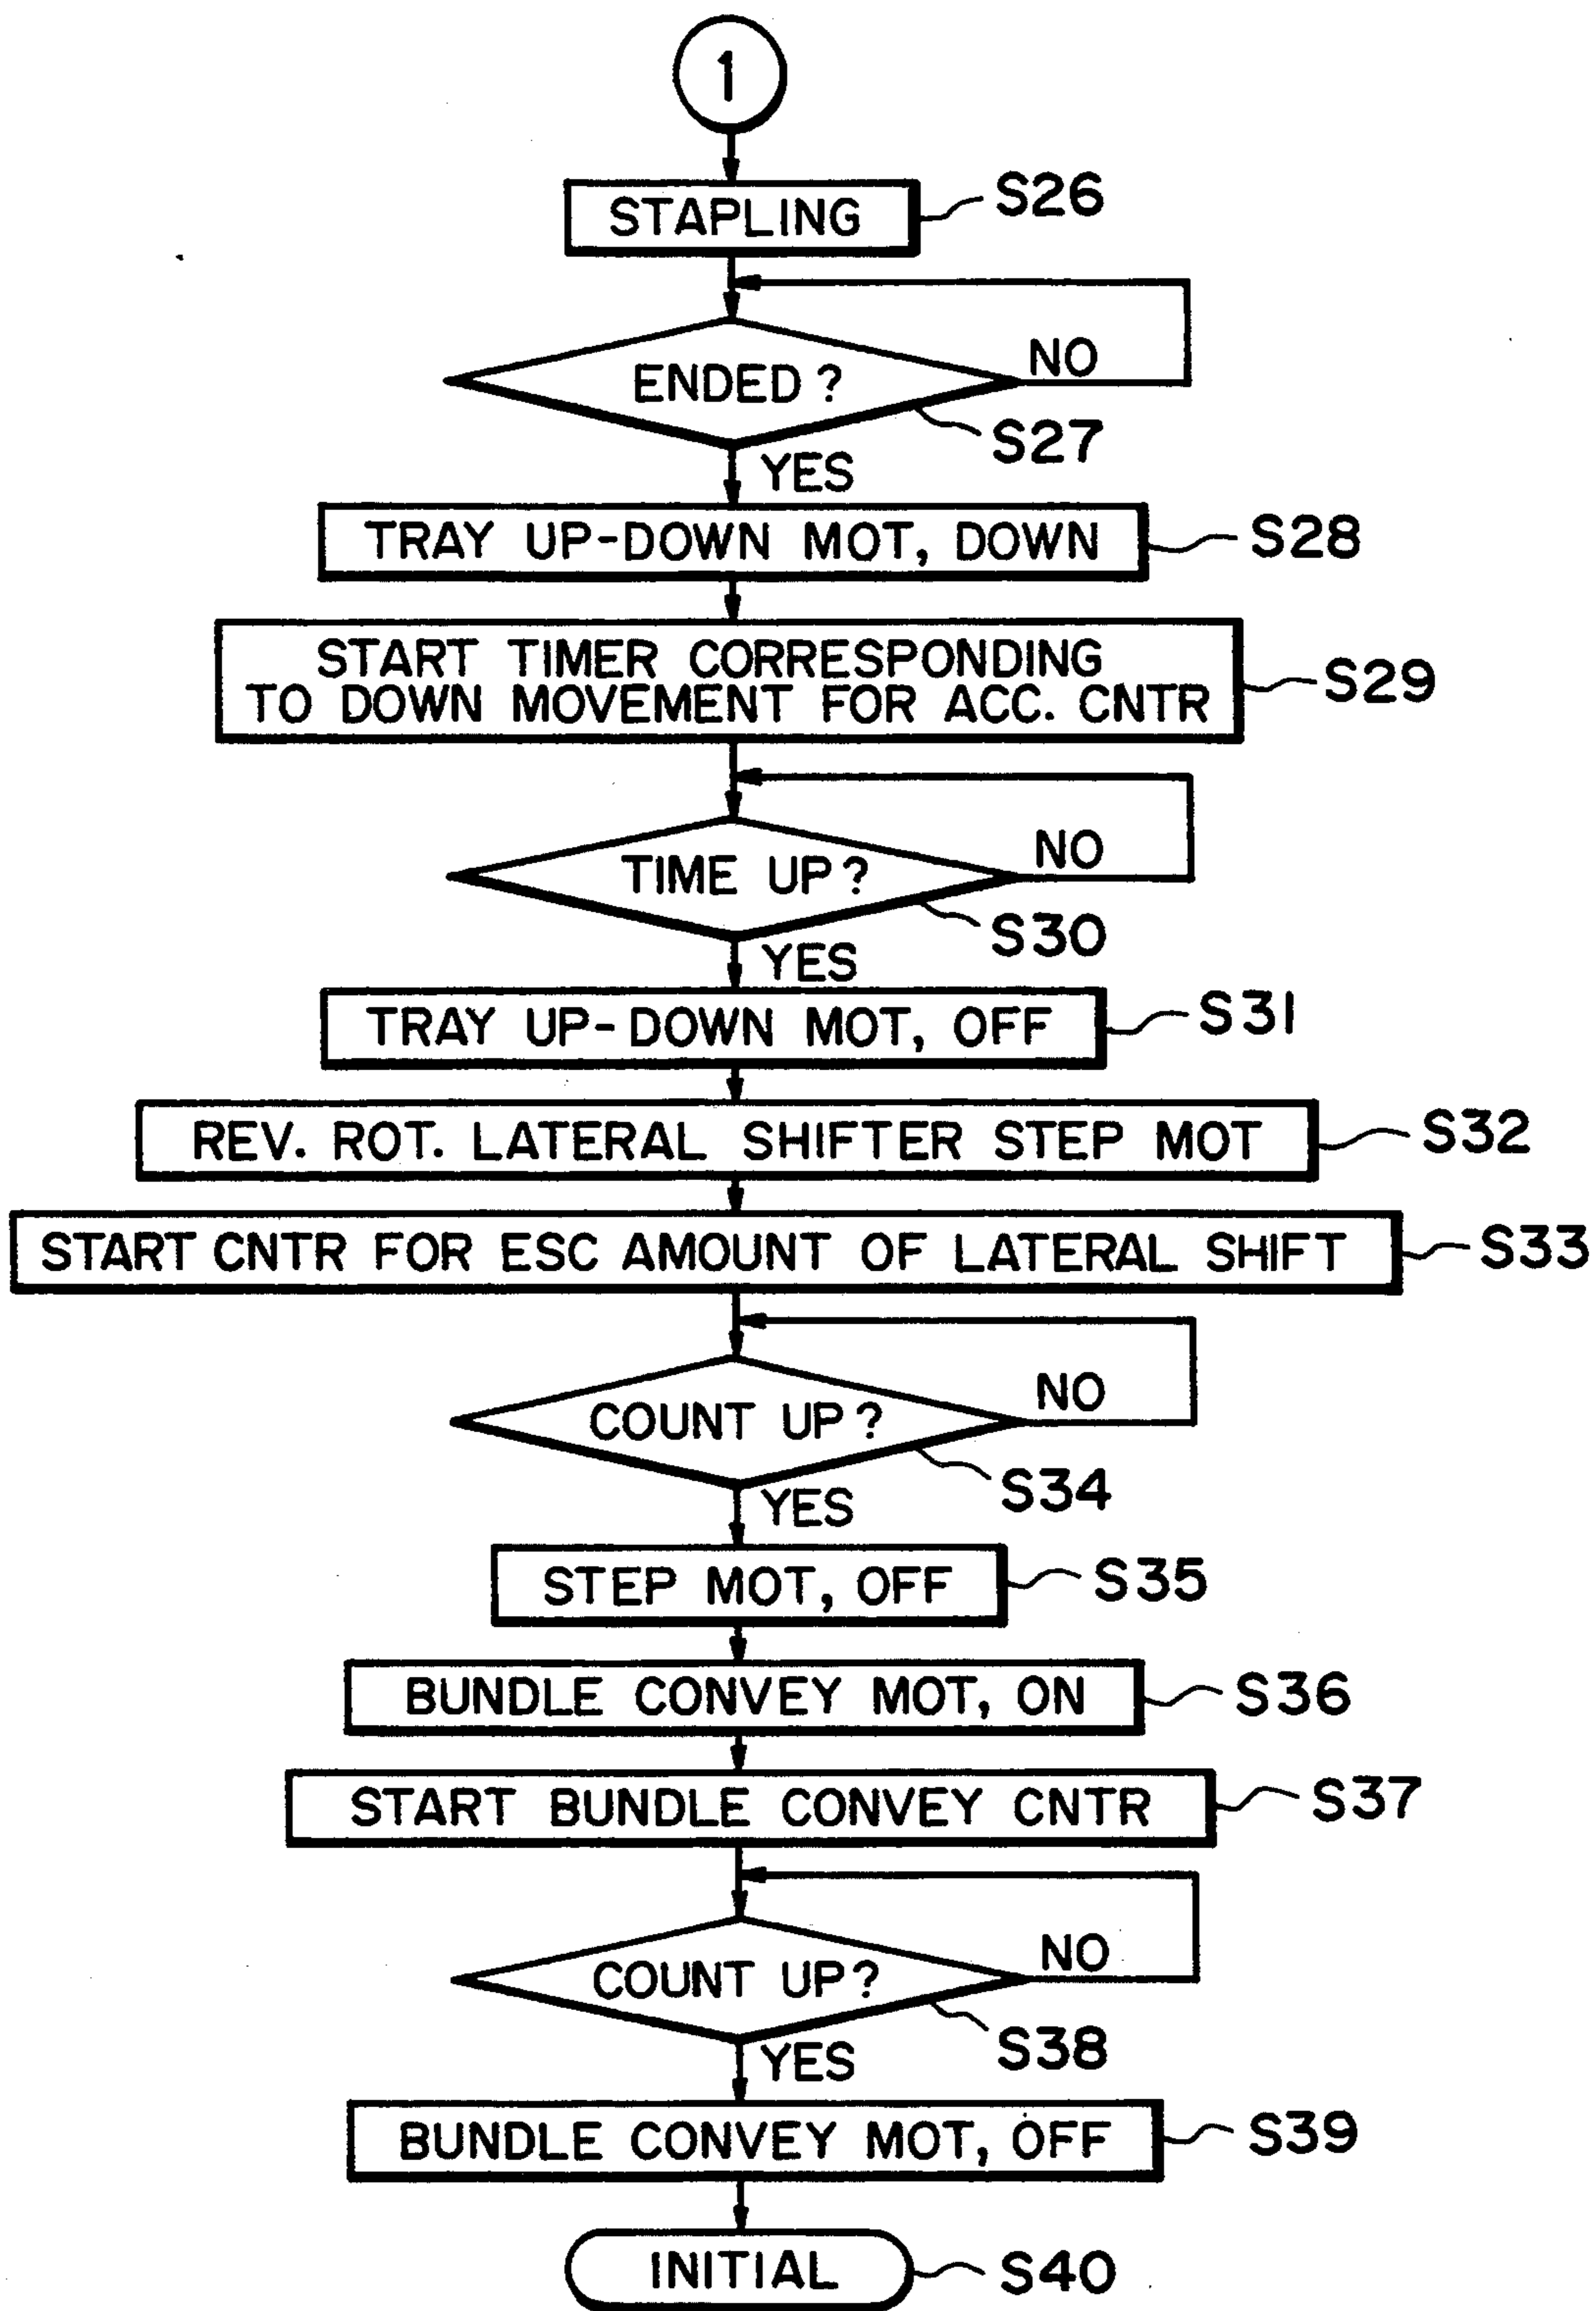 1
STAPLING
S26
ENDED?
NO
S27
YES
TRAY UP-DOWN MOT, DOWN
S28
START TIMER CORRESPONDING
TO DOWN MOVEMENT FOR ACC. CNTR
S29
TIME UP?
NO
S30
YES
TRAY UP-DOWN MOT, OFF
S31
REV. ROT. LATERAL SHIFTER STEP MOT
S32
START CNTR FOR ESC AMOUNT OF LATERAL SHIFT
S33
COUNT UP?
NO
S34
YES
STEP MOT, OFF
S35
BUNDLE CONVEY MOT, ON
S36
START BUNDLE CONVEY CNTR
S37
COUNT UP?
NO
S38
YES
BUNDLE CONVEY MOT, OFF
S39
INITIAL
S40